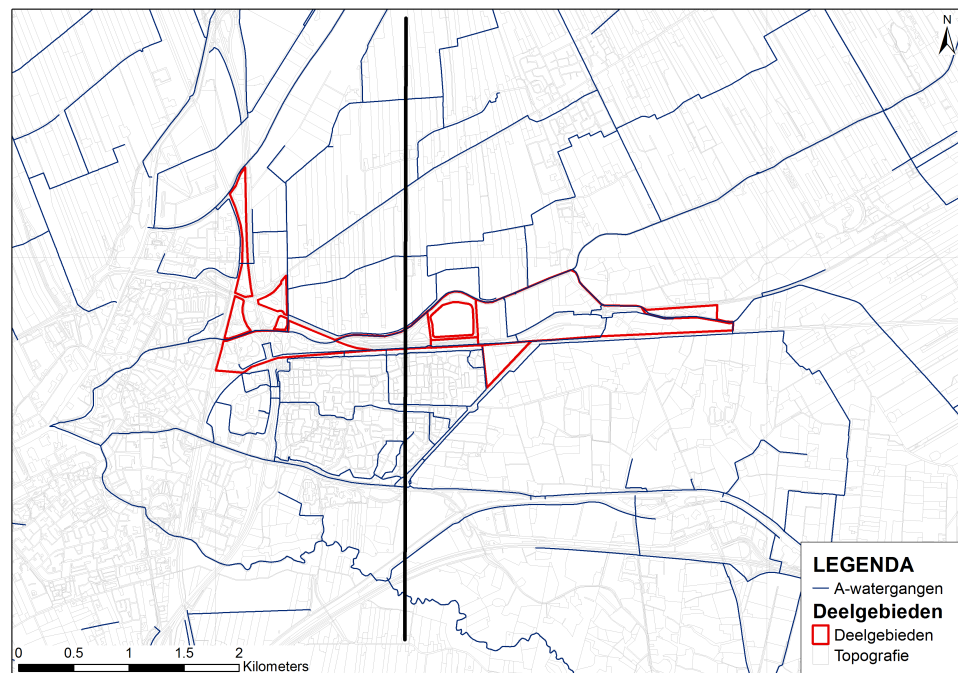 N
LEGENDA
A-watergangen
Deelgebieden
Deelgebieden
Topografie
0 0.5 1 1.5 2
Kilometers